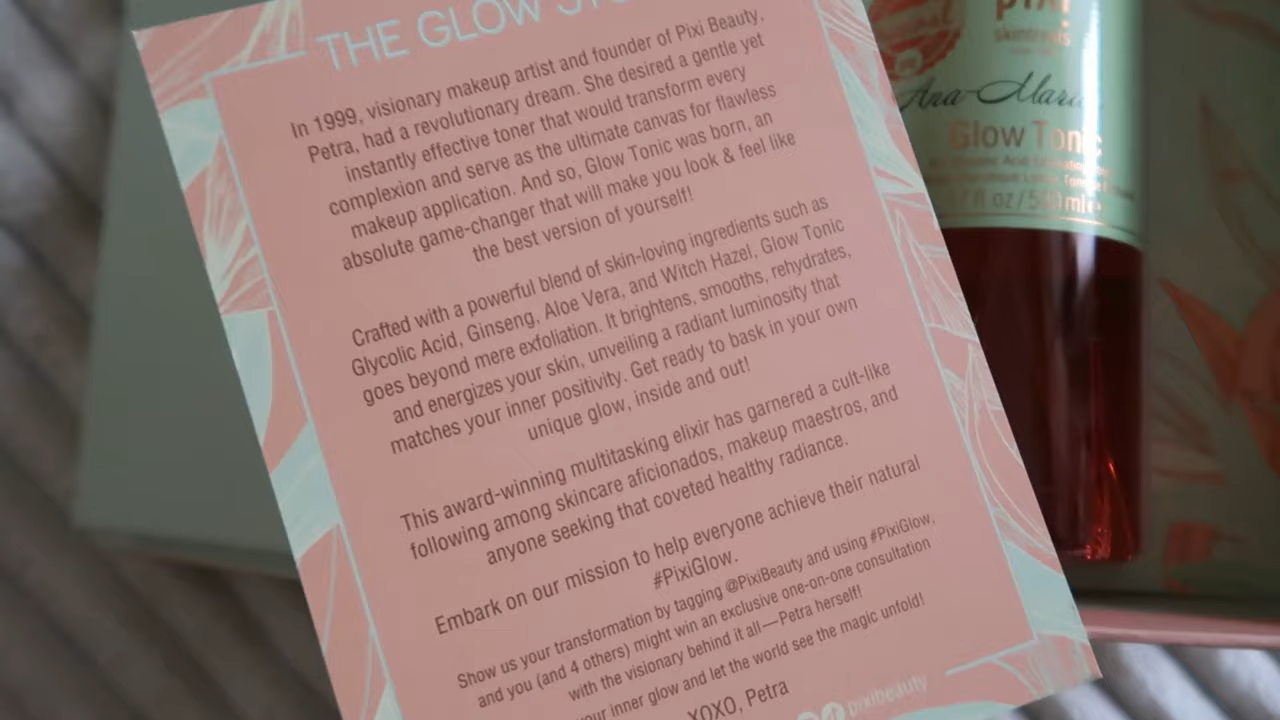 THE GLOW
In 1999, visionary makeup artist and founder of Pixi Beauty,
Petra, had a revolutionary dream. She desired a gentle yet
instantly effective toner that would transform every
complexion and serve as the ultimate canvas for flawless
makeup application. And so, Glow Tonic was born, an
absolute game-changer that will make you look & feel like
the best version of yourself!
Crafted with a powerful blend of skin-loving ingredients such as
Glycolic Acid, Ginseng, Aloe Vera, and Witch Hazel, Glow Tonic
goes beyond mere exfoliation. It brightens, smooths, rehydrates,
and energizes your skin, unveiling a radiant luminosity that
matches your inner positivity. Get ready to bask in your own
unique glow, inside and out!
This award-winning multitasking elixir has garnered a cult-like
following among skincare aficionados, makeup maestros, and
anyone seeking that coveted healthy radiance.
Embark on our mission to help everyone achieve their natural
#PixiGlow.
Show us your transformation by tagging @PixiBeauty and using #PixiGlow,
and you (and 4 others) might win an exclusive one-on-one consultation
with the visionary behind it all—Petra herself!
your inner glow and let the world see the magic unfold!
XOXO, Petra
pixibeauty
pixi
skintreats
Ana-Maria
Glow Tonic
fl oz